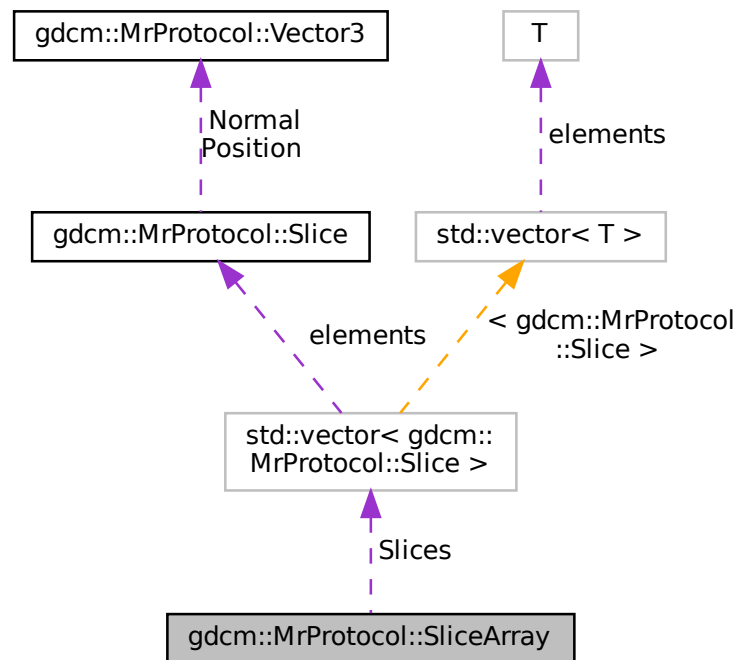 gdcm::MrProtocol::Vector3
T
Normal
Position
elements
gdcm::MrProtocol::Slice
std::vector< T >
elements
< gdcm::MrProtocol
::Slice >
std::vector< gdcm::
MrProtocol::Slice >
Slices
gdcm::MrProtocol::SliceArray